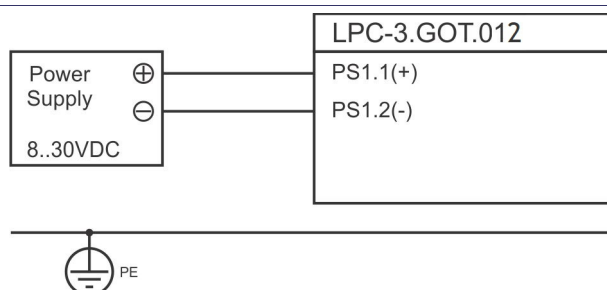 LPC-3.GOT.012
Power
Supply
8..30VDC
PS1.1(+)
PS1.2(-)
PE